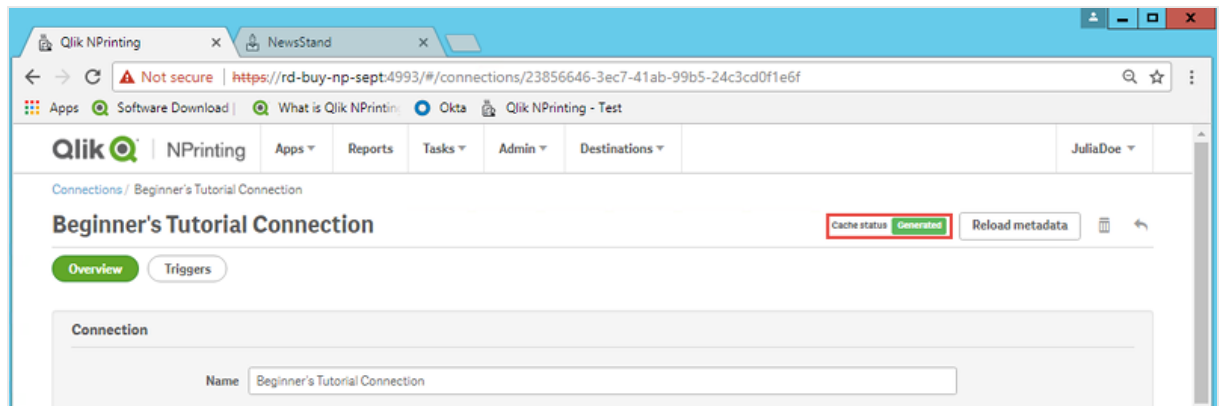 Qlik NPrinting NewsStand
Not secure | https://rd-buy-np-sept:4993/#/connections/23856646-3ec7-41ab-99b5-24c3cd0f1e6f
Apps Software Download | What is Qlik NPrinting Okta Qlik NPrinting - Test
Qlik NPrinting Apps Reports Tasks Admin Destinations JuliaDoe
Connections / Beginner's Tutorial Connection
Beginner's Tutorial Connection Cache status Generated Reload metadata
Overview Triggers
Connection
Name Beginner's Tutorial Connection